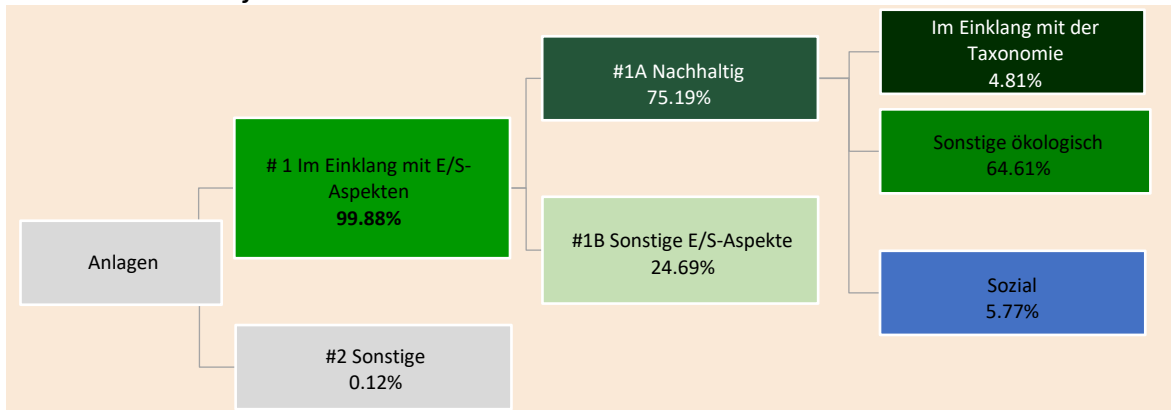 Anlagen
# 1 Im Einklang mit E/S-
Aspekten
99.88%
#2 Sonstige
0.12%
#1A Nachhaltig
75.19%
#1B Sonstige E/S-Aspekte
24.69%
Im Einklang mit der
Taxonomie
4.81%
Sonstige ökologisch
64.61%
Sozial
5.77%